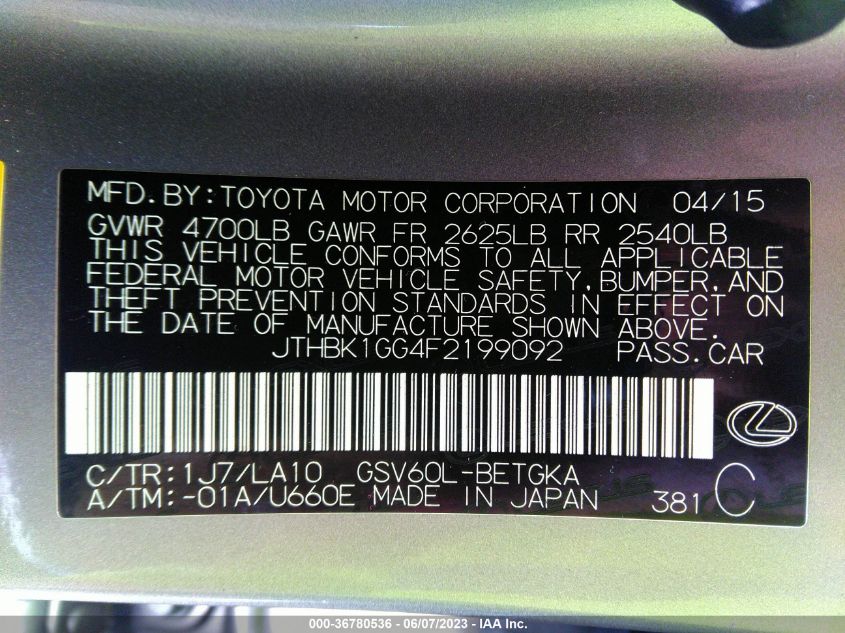 MFD. BY: TOYOTA MOTOR CORPORATION 04/15
GVWR 4700LB GAWR FR 2625LB RR 2540LB
THIS VEHICLE CONFORMS TO ALL APPLICABLE
FEDERAL MOTOR VEHICLE SAFETY, BUMPER, AND
THEFT PREVENTION STANDARDS IN EFFECT ON
THE DATE OF MANUFACTURE SHOWN ABOVE.
JTHBK1GG4F2199092 PASS. CAR
C/TR: 1J7/LA10 GSV60L-BETGKA
A/TM: -01A/U660E MADE IN JAPAN 381 C
000-36780536 - 06/07/2023 - IAA Inc.